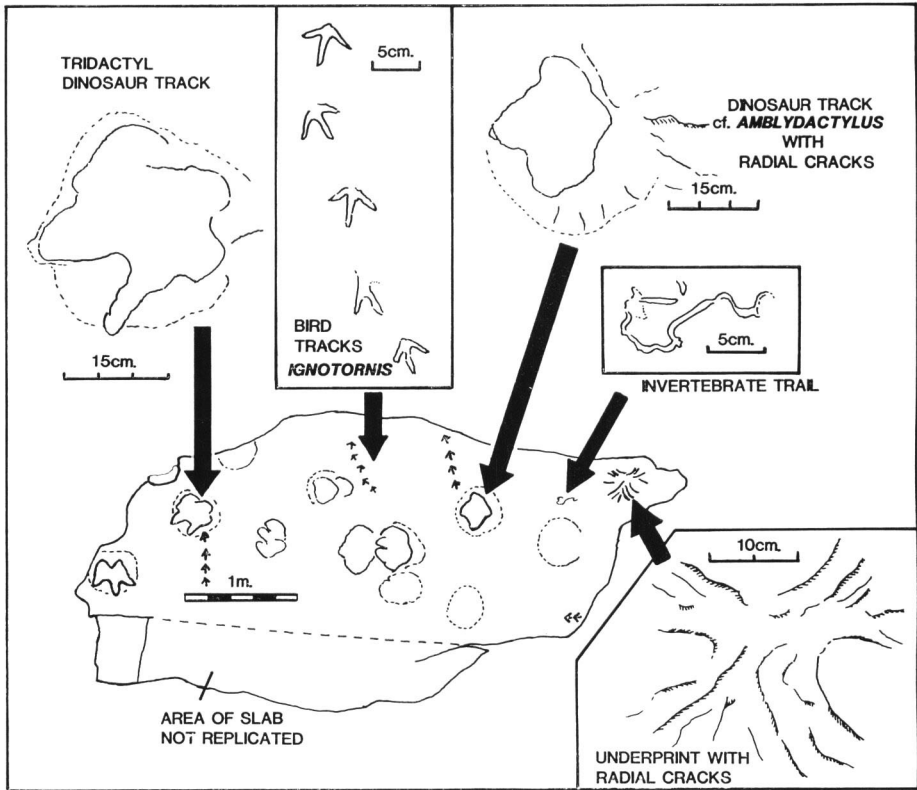 TRIDACTYL
DINOSAUR TRACK
15cm.
5cm.
BIRD
TRACKS
IGNOTORNIS
DINOSAUR TRACK
cf. AMBLYDACTYLUS
WITH
RADIAL CRACKS
15cm.
5cm.
INVERTEBRATE TRAIL
1m.
AREA OF SLAB
NOT REPLICATED
10cm.
UNDERPRINT WITH
RADIAL CRACKS